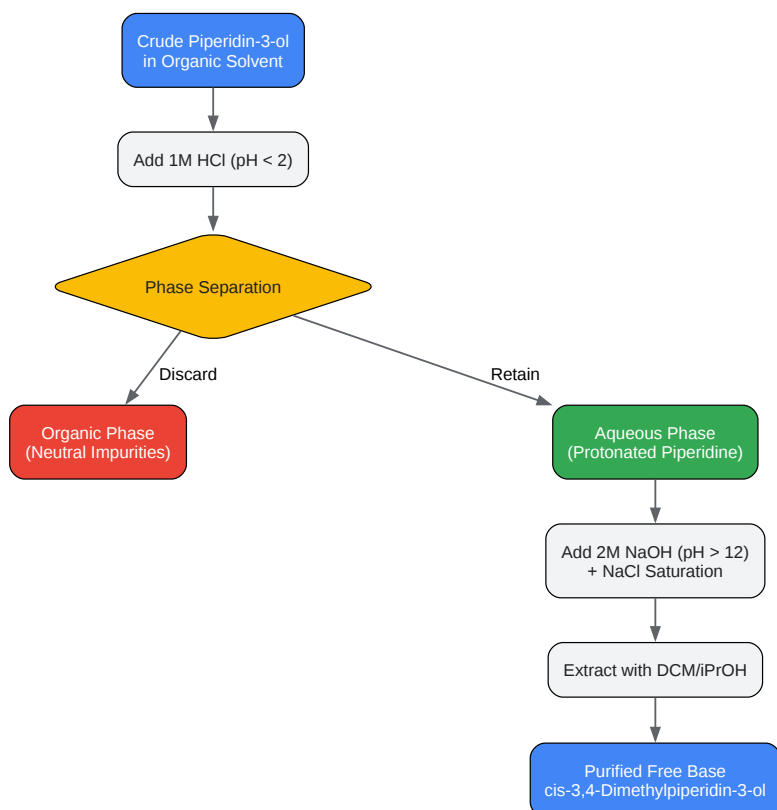 Crude Piperidin-3-ol
in Organic Solvent
Add 1M HCl (pH < 2)
Phase Separation
Discard
Retain
Organic Phase
(Neutral Impurities)
Aqueous Phase
(Protonated Piperidine)
Add 2M NaOH (pH > 12)
+ NaCl Saturation
Extract with DCM/iPrOH
Purified Free Base
cis-3,4-Dimethylpiperidin-3-ol